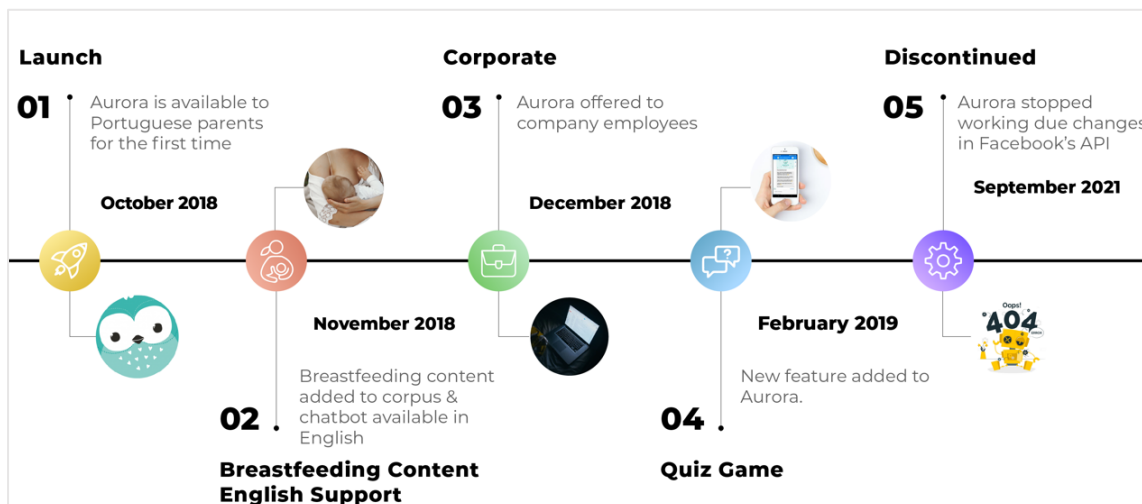 Launch
01
Aurora is available to
Portuguese parents
for the first time
October 2018
November 2018
Breastfeeding content
added to corpus &
chatbot available in
English
02
Breastfeeding Content
English Support
Corporate
03
Aurora offered to
company employees
December 2018
February 2019
New feature added to
Aurora.
04
Quiz Game
Discontinued
05
Aurora stopped
working due changes
in Facebook's API
September 2021
Oops!
404